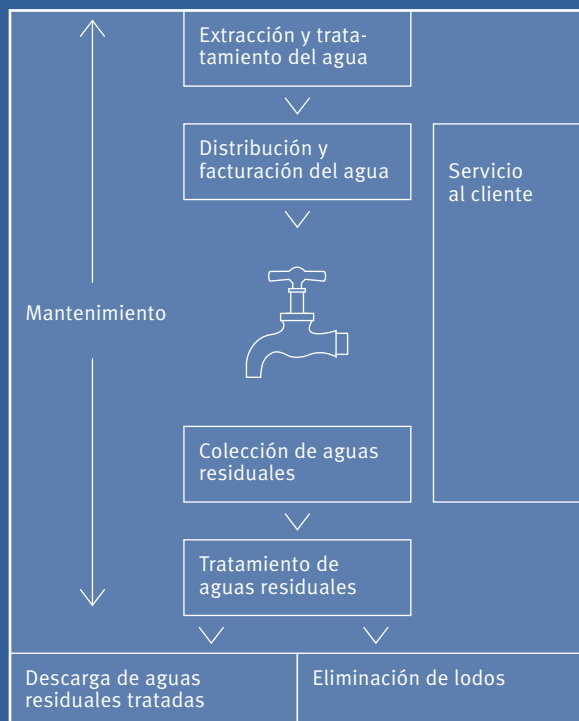 Extracción y trata-
tamiento del agua
Distribución y
facturación del agua
Servicio
al cliente
Mantenimiento
Colección de aguas
residuales
Tratamiento de
aguas residuales
Descarga de aguas
residuales tratadas
Eliminación de lodos